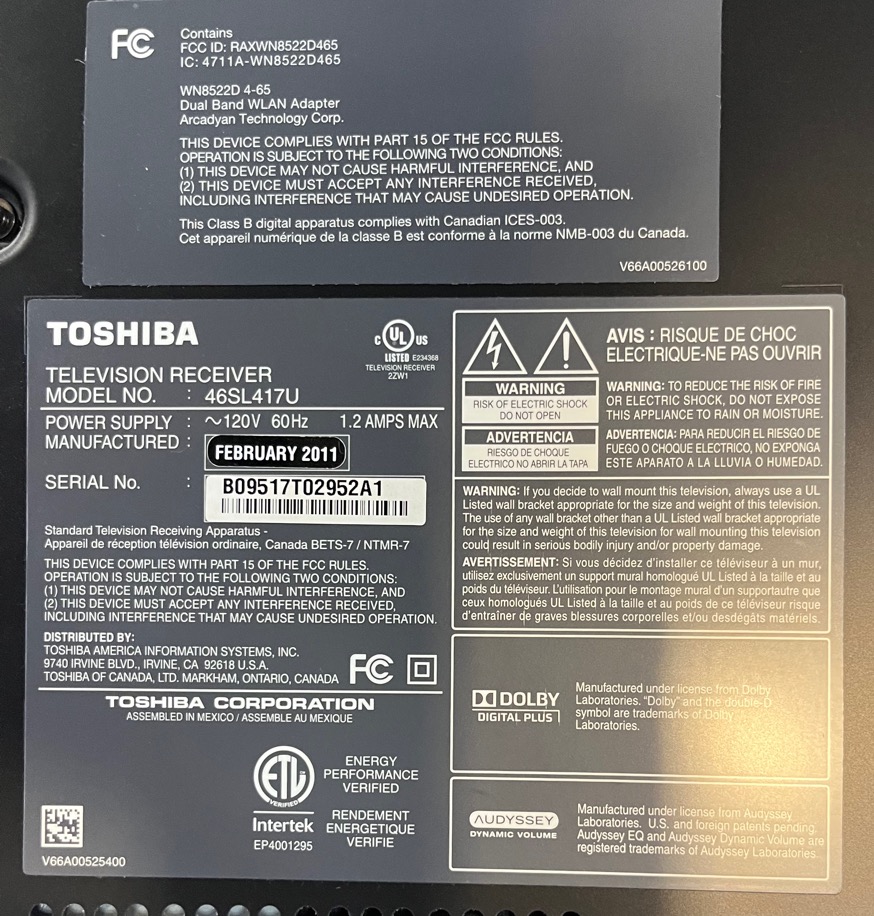 FC
Contains
FCC ID: RAXWN8522D465
IC: 4711A-WN8522D465
WN8522D 4-65
Dual Band WLAN Adapter
Arcadyan Technology Corp.
THIS DEVICE COMPLIES WITH PART 15 OF THE FCC RULES.
OPERATION IS SUBJECT TO THE FOLLOWING TWO CONDITIONS:
(1) THIS DEVICE MAY NOT CAUSE HARMFUL INTERFERENCE, AND
(2) THIS DEVICE MUST ACCEPT ANY INTERFERENCE RECEIVED,
INCLUDING INTERFERENCE THAT MAY CAUSE UNDESIRED OPERATION.
This Class B digital apparatus complies with Canadian ICES-003.
Cet appareil numérique de la classe B est conforme à la norme NMB-003 du Canada.
V66A00526100
TOSHIBA
C UL US
LISTED E234368
TELEVISION RECEIVER
2ZW1
TELEVISION RECEIVER
MODEL NO. : 46SL417U
POWER SUPPLY : ~120V 60Hz 1.2 AMPS MAX
MANUFACTURED :
FEBRUARY 2011
SERIAL No. : B09517T02952A1
Standard Television Receiving Apparatus -
Appareil de réception télévision ordinaire, Canada BETS-7 / NTMR-7
THIS DEVICE COMPLIES WITH PART 15 OF THE FCC RULES.
OPERATION IS SUBJECT TO THE FOLLOWING TWO CONDITIONS:
(1) THIS DEVICE MAY NOT CAUSE HARMFUL INTERFERENCE, AND
(2) THIS DEVICE MUST ACCEPT ANY INTERFERENCE RECEIVED,
INCLUDING INTERFERENCE THAT MAY CAUSE UNDESIRED OPERATION.
DISTRIBUTED BY:
TOSHIBA AMERICA INFORMATION SYSTEMS, INC.
9740 IRVINE BLVD., IRVINE, CA 92618 U.S.A.
TOSHIBA OF CANADA, LTD. MARKHAM, ONTARIO, CANADA
FC
TOSHIBA CORPORATION
ASSEMBLED IN MEXICO / ASSEMBLE AU MEXIQUE
ETL
VERIFIED
Intertek
EP4001295
ENERGY
PERFORMANCE
VERIFIED
RENDEMENT
ENERGETIQUE
VERIFIE
V66A00525400
WARNING
RISK OF ELECTRIC SHOCK
DO NOT OPEN
ADVERTENCIA
RIESGO DE CHOQUE
ELECTRICO NO ABRIR LA TAPA
AVIS : RISQUE DE CHOC
ELECTRIQUE-NE PAS OUVRIR
WARNING: TO REDUCE THE RISK OF FIRE
OR ELECTRIC SHOCK, DO NOT EXPOSE
THIS APPLIANCE TO RAIN OR MOISTURE.
ADVERTENCIA: PARA REDUCIR EL RIESGO DE
FUEGO O CHOQUE ELECTRICO, NO EXPONGA
ESTE APARATO A LA LLUVIA O HUMEDAD.
WARNING: If you decide to wall mount this television, always use a UL
Listed wall bracket appropriate for the size and weight of this television.
The use of any wall bracket other than a UL Listed wall bracket appropriate
for the size and weight of this television for wall mounting this television
could result in serious bodily injury and/or property damage.
AVERTISSEMENT: Si vous décidez d'installer ce téléviseur à un mur,
utilisez exclusivement un support mural homologué UL Listed à la taille et au
poids du téléviseur. L'utilisation pour le montage mural d'un supportautre que
ceux homologués UL Listed à la taille et au poids de ce téléviseur risque
d'entraîner de graves blessures corporelles et/ou desdégâts matériels.
DOLBY
DIGITAL PLUS
Manufactured under license from Dolby
Laboratories. "Dolby" and the double-D
symbol are trademarks of Dolby
Laboratories.
AUDYSSEY
DYNAMIC VOLUME
Manufactured under license from Audyssey
Laboratories. U.S. and foreign patents pending.
Audyssey EQ and Audyssey Dynamic Volume are
registered trademarks of Audyssey Laboratories.